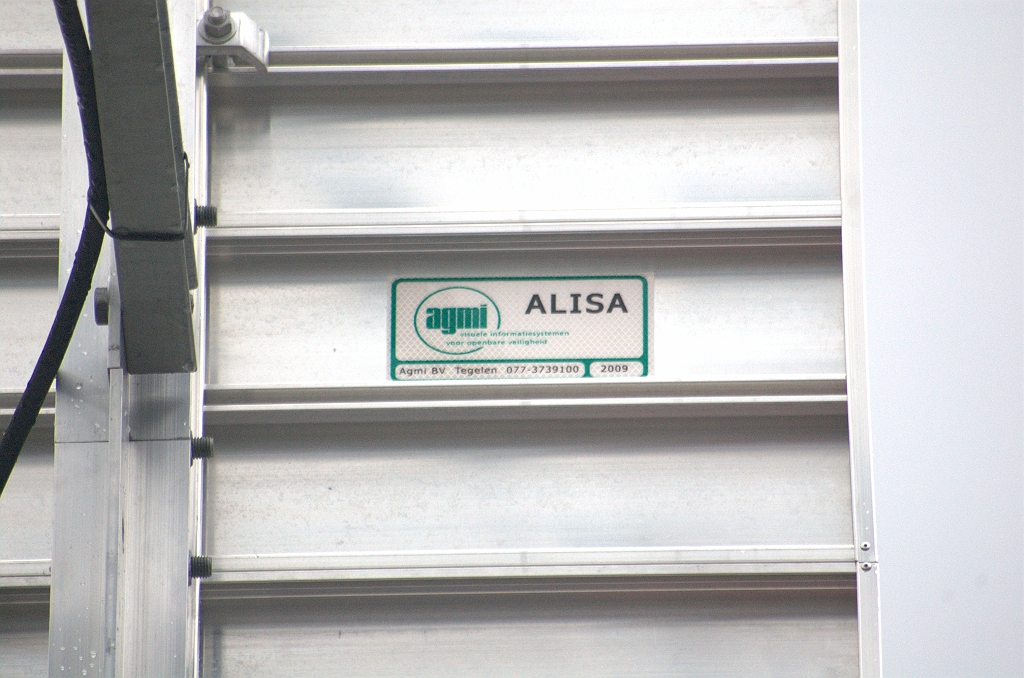 agmi
ALISA
visuele informatiesystemen
voor openbare veiligheid
Agmi BV Tegelen 077-3739100 2009